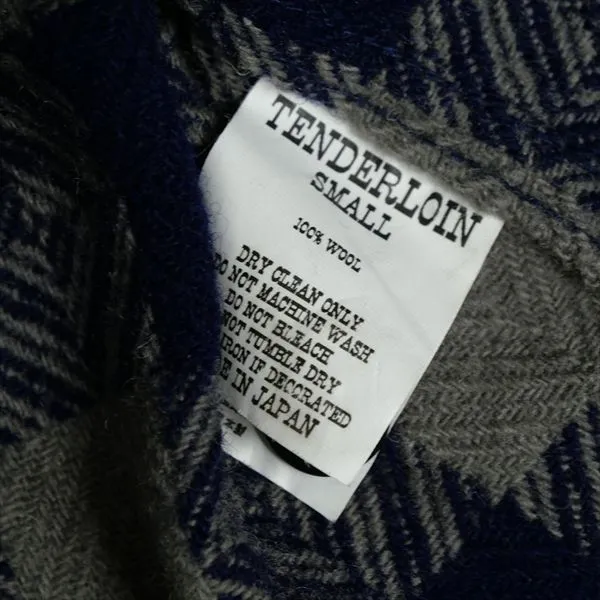 TENDERLOIN
SMALL
100% WOOL
DRY CLEAN ONLY
DO NOT MACHINE WASH
DO NOT BLEACH
NOT TUMBLE DRY
IRON IF DECORATED
E IN JAPAN